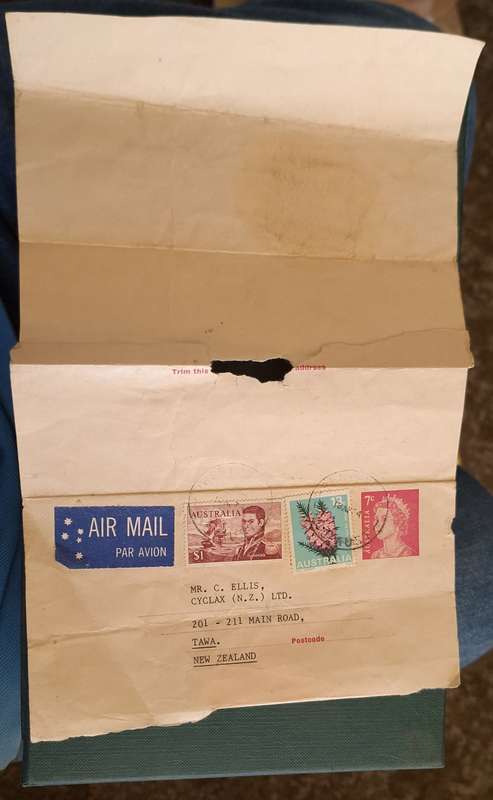 Trim this
address
AIR MAIL
PAR AVION
AUSTRALIA
$1
13
AUSTRALIA
7c
AUSTRALIA
MR. C. ELLIS,
CYCLAX (N.Z.) LTD.
201 - 211 MAIN ROAD,
TAWA.
Postcode
NEW ZEALAND